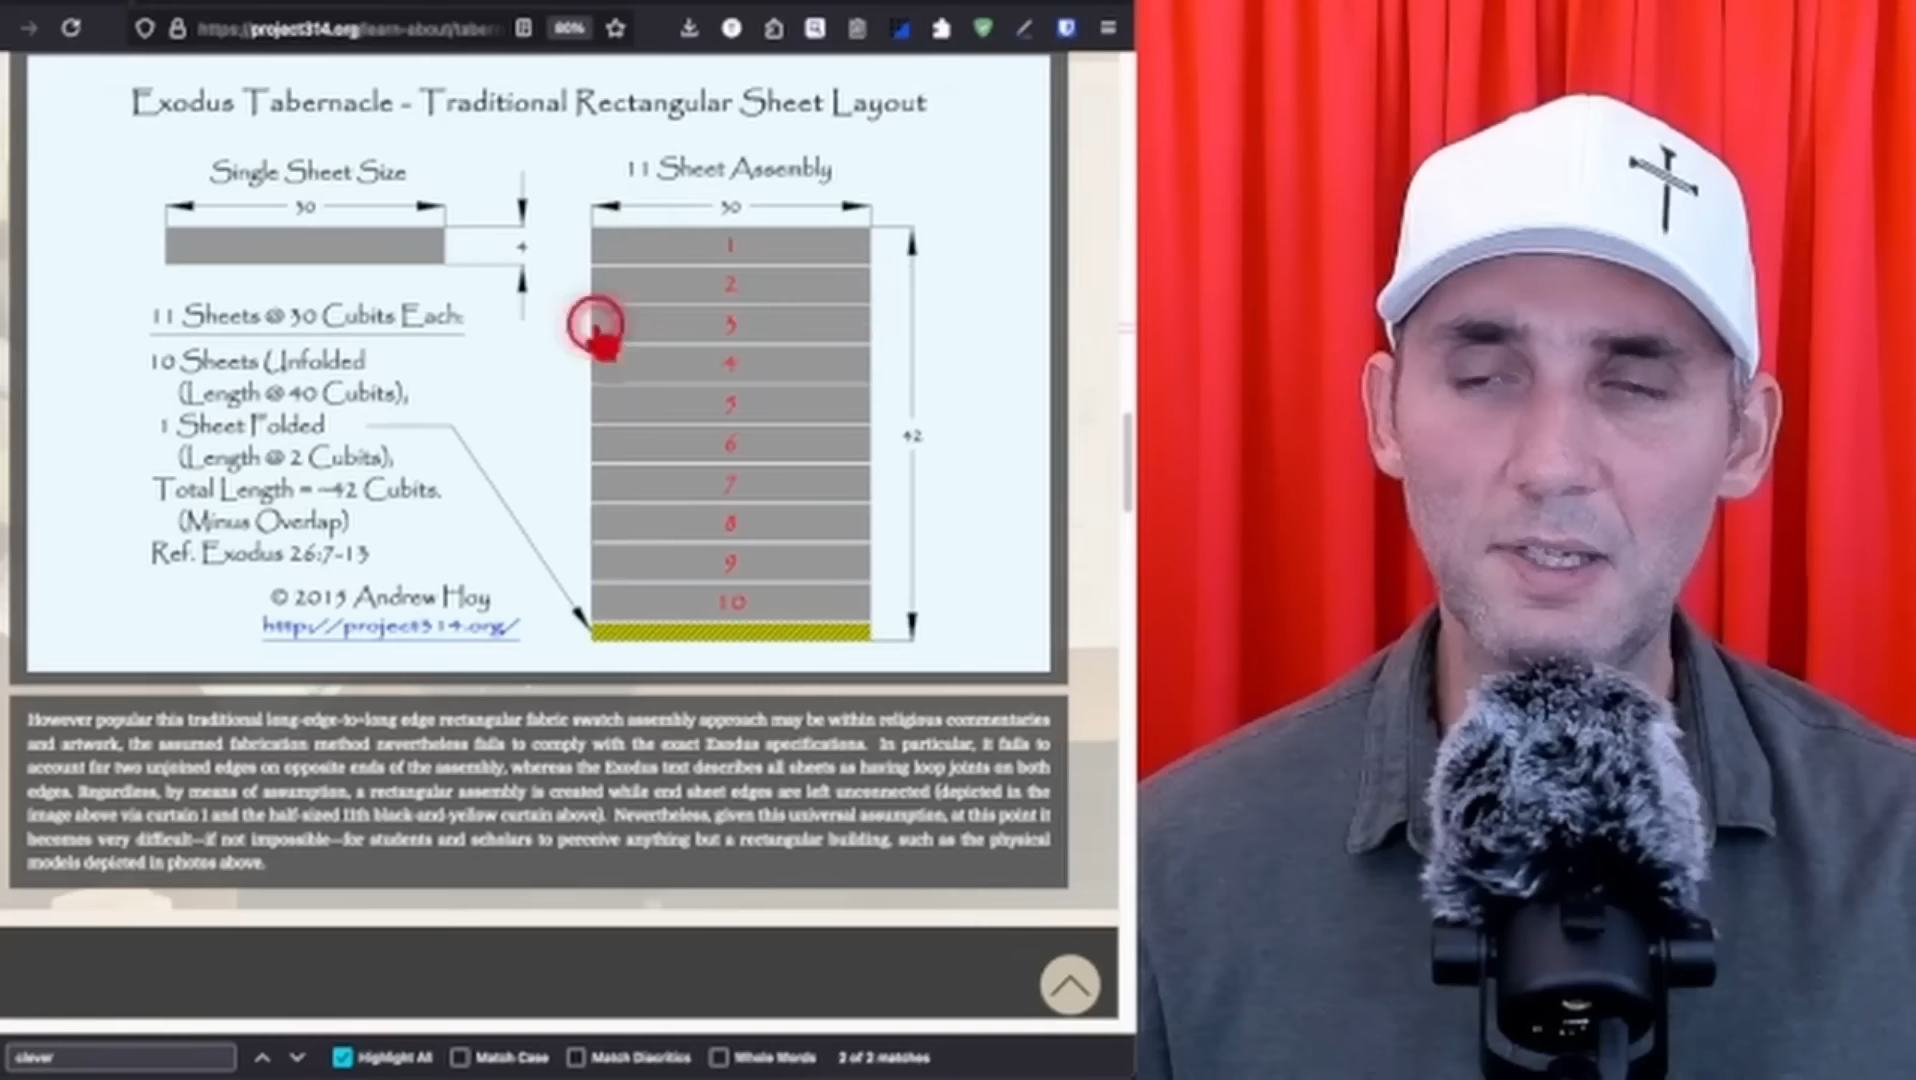 https://project314.org/learn-about/taber
80%
Exodus Tabernacle - Traditional Rectangular Sheet Layout
Single Sheet Size
11 Sheet Assembly
30
30
4
1
2
3
4
5
6
7
8
9
10
42
11 Sheets @ 30 Cubits Each:
10 Sheets Unfolded
(Length @ 40 Cubits),
1 Sheet Folded
(Length @ 2 Cubits),
Total Length = ~42 Cubits.
(Minus Overlap)
Ref. Exodus 26:7-13
© 2015 Andrew Hoy
http://project314.org/
However popular this traditional long-edge-to-long edge rectangular fabric swatch assembly approach may be within religious commentaries
and artwork, the assumed fabrication method nevertheless fails to comply with the exact Exodus specifications. In particular, it fails to
account for two unjoined edges on opposite ends of the assembly, whereas the Exodus text describes all sheets as having loop joints on both
edges. Regardless, by means of assumption, a rectangular assembly is created while end sheet edges are left unconnected (depicted in the
image above via curtain 1 and the half-sized 11th black-and-yellow curtain above). Nevertheless, given this universal assumption, at this point it
becomes very difficult—if not impossible—for students and scholars to perceive anything but a rectangular building, such as the physical
models depicted in photos above.
clever
Highlight All
Match Case
Match Diacritics
Whole Words
2 of 2 matches